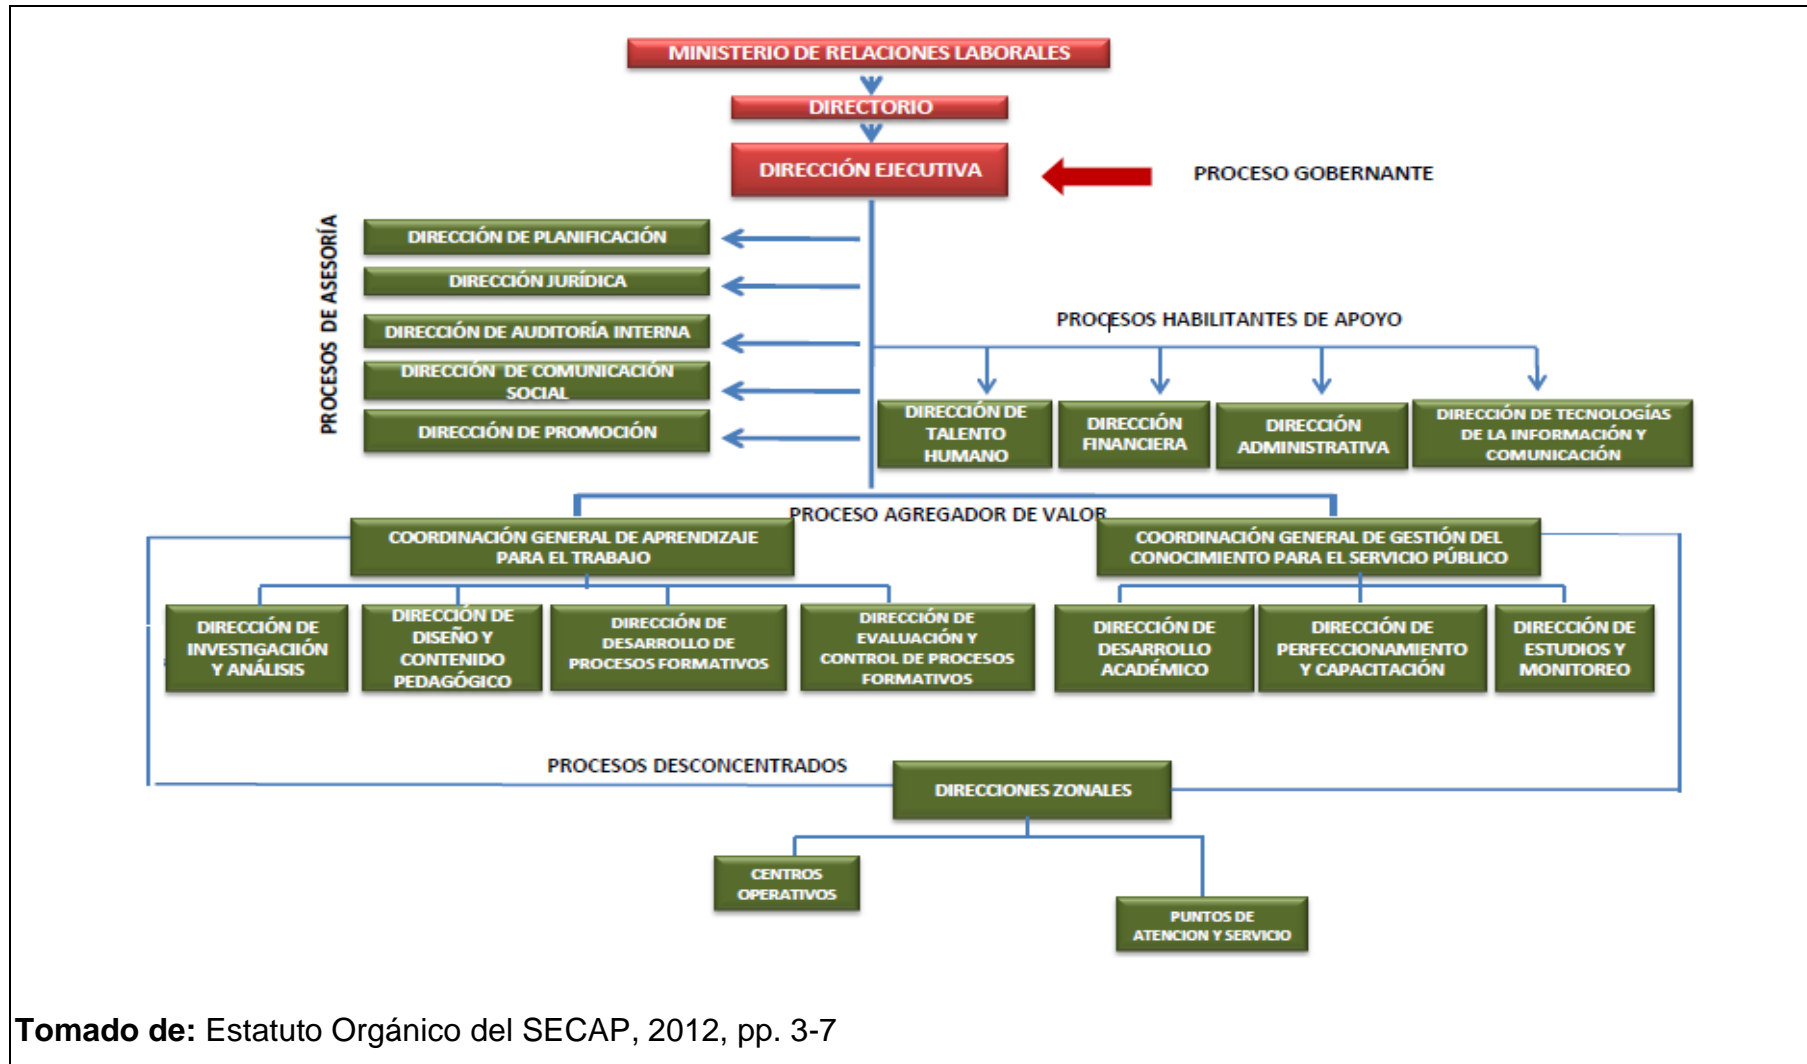 MINISTERIO DE RELACIONES LABORALES
DIRECTORIO
DIRECCIÓN EJECUTIVA
PROCESO GOBERNANTE
PROCESOS DE ASESORÍA
DIRECCIÓN DE PLANIFICACIÓN
DIRECCIÓN JURÍDICA
DIRECCIÓN DE AUDITORÍA INTERNA
DIRECCIÓN DE COMUNICACIÓN
SOCIAL
DIRECCIÓN DE PROMOCIÓN
PROCESOS HABILITANTES DE APOYO
DIRECCIÓN DE
TALENTO
HUMANO
DIRECCIÓN
FINANCIERA
DIRECCIÓN
ADMINISTRATIVA
DIRECCIÓN DE TECNOLOGÍAS
DE LA INFORMACIÓN Y
COMUNICACIÓN
PROCESO AGREGADOR DE VALOR
COORDINACIÓN GENERAL DE APRENDIZAJE
PARA EL TRABAJO
COORDINACIÓN GENERAL DE GESTIÓN DEL
CONOCIMIENTO PARA EL SERVICIO PÚBLICO
DIRECCIÓN DE
INVESTIGACIIÓN
Y ANÁLISIS
DIRECCIÓN DE
DISEÑO Y
CONTENIDO
PEDAGÓGICO
DIRECCIÓN DE
DESARROLLO DE
PROCESOS FORMATIVOS
DIRECCIÓN DE
EVALUACIÓN Y
CONTROL DE PROCESOS
FORMATIVOS
DIRECCIÓN DE
DESARROLLO
ACADÉMICO
DIRECCIÓN DE
PERFECCIONAMIENTO
Y CAPACITACIÓN
DIRECCIÓN DE
ESTUDIOS Y
MONITOREO
PROCESOS DESCONCENTRADOS
DIRECCIONES ZONALES
CENTROS
OPERATIVOS
PUNTOS DE
ATENCION Y SERVICIO
Tomado de: Estatuto Orgánico del SECAP, 2012, pp. 3-7